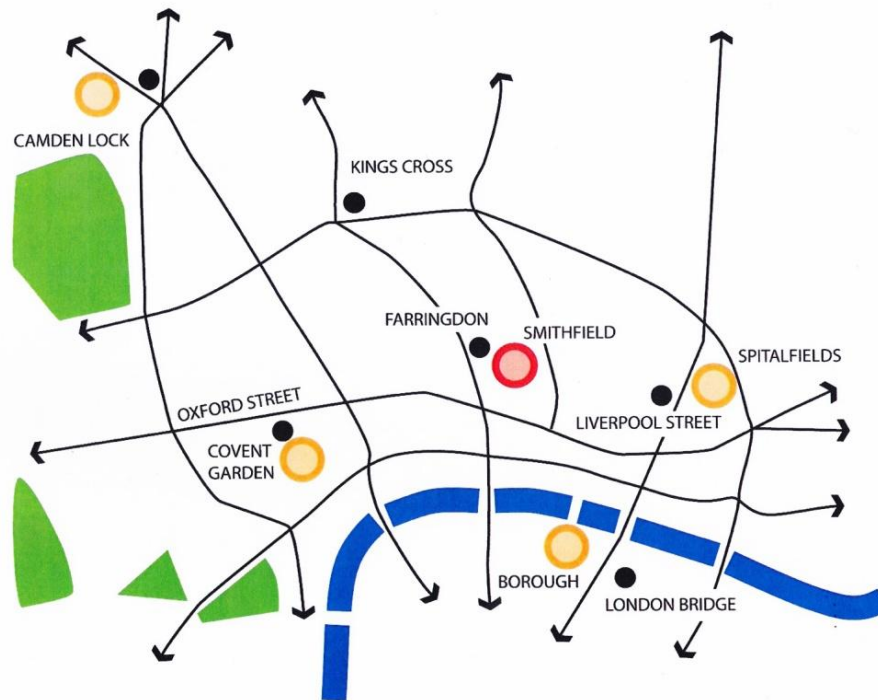 CAMDEN LOCK
KINGS CROSS
FARRINGDON
SMITHFIELD
SPITALFIELDS
OXFORD STREET
LIVERPOOL STREET
COVENT
GARDEN
BOROUGH
LONDON BRIDGE